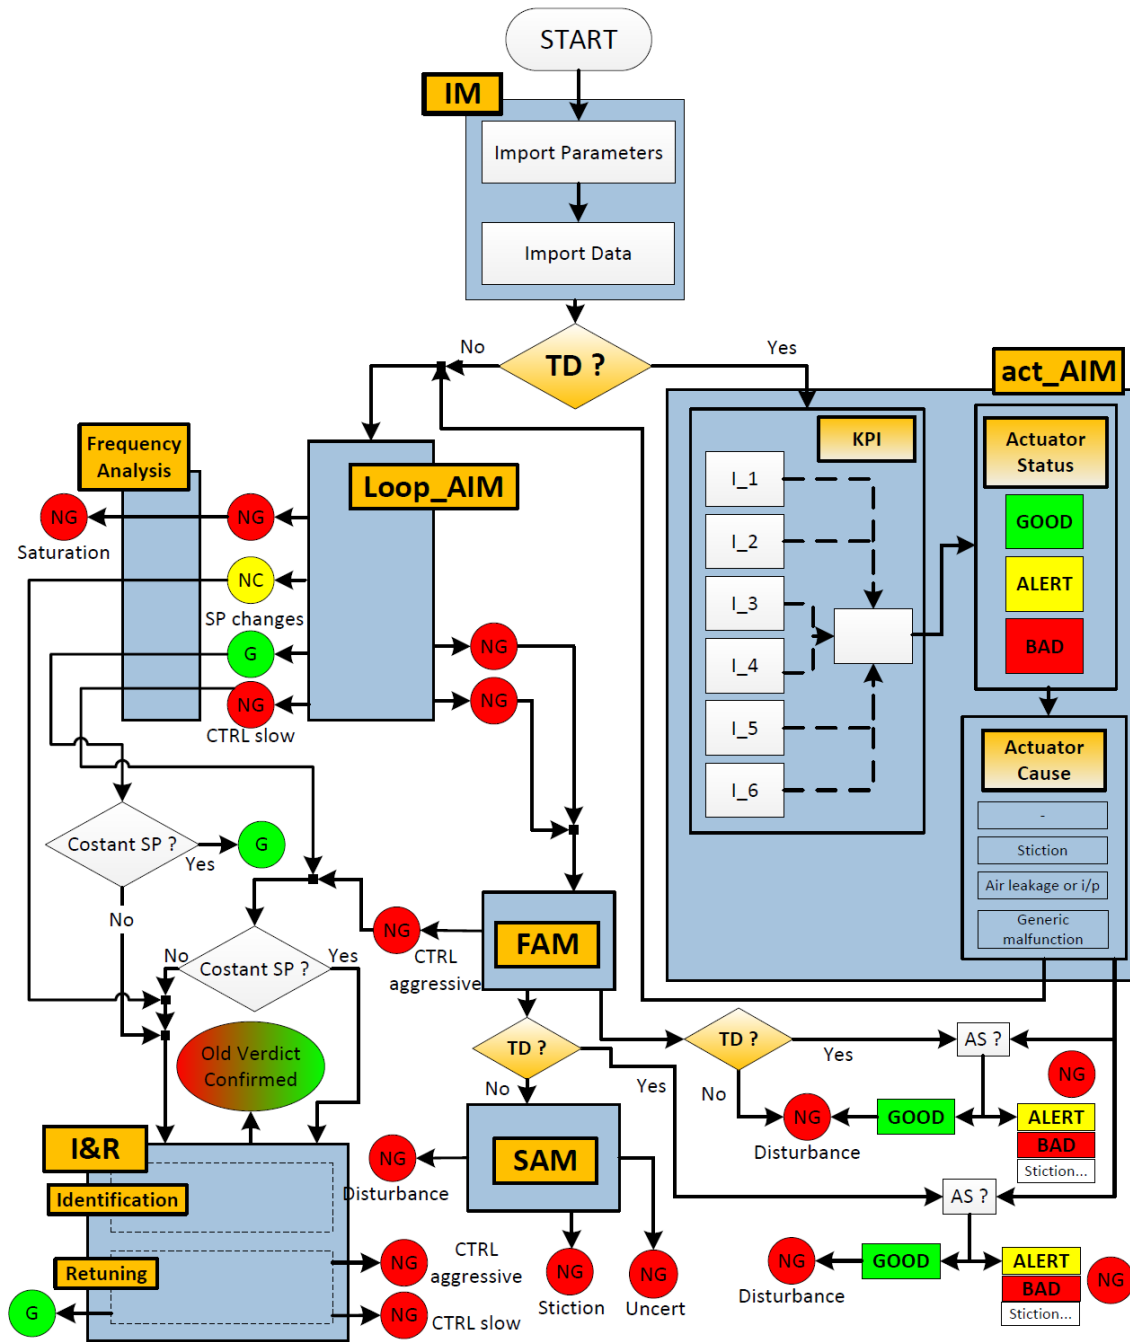 START
IM
Import Parameters
Import Data
No
TD ?
Yes
act_AIM
KPI
Actuator
Status
I_1
I_2
I_3
I_4
I_5
I_6
GOOD
ALERT
BAD
Actuator
Cause
-
Stiction
Air leakage or i/p
Generic
malfunction
Frequency
Analysis
Loop_AIM
NG
Saturation
NG
NC
SP changes
G
NG
CTRL slow
NG
NG
Costant SP ?
Yes
G
No
NG
CTRL
aggressive
FAM
No
Costant SP ?
Yes
TD ?
No
Yes
TD ?
Yes
No
AS ?
NG
NG
Disturbance
GOOD
ALERT
BAD
Stiction...
Old Verdict
Confirmed
I&R
Identification
Retuning
G
NG
CTRL
aggressive
NG
CTRL slow
NG
Disturbance
SAM
NG
Stiction
NG
Uncert
AS ?
NG
Disturbance
GOOD
ALERT
BAD
Stiction...
NG